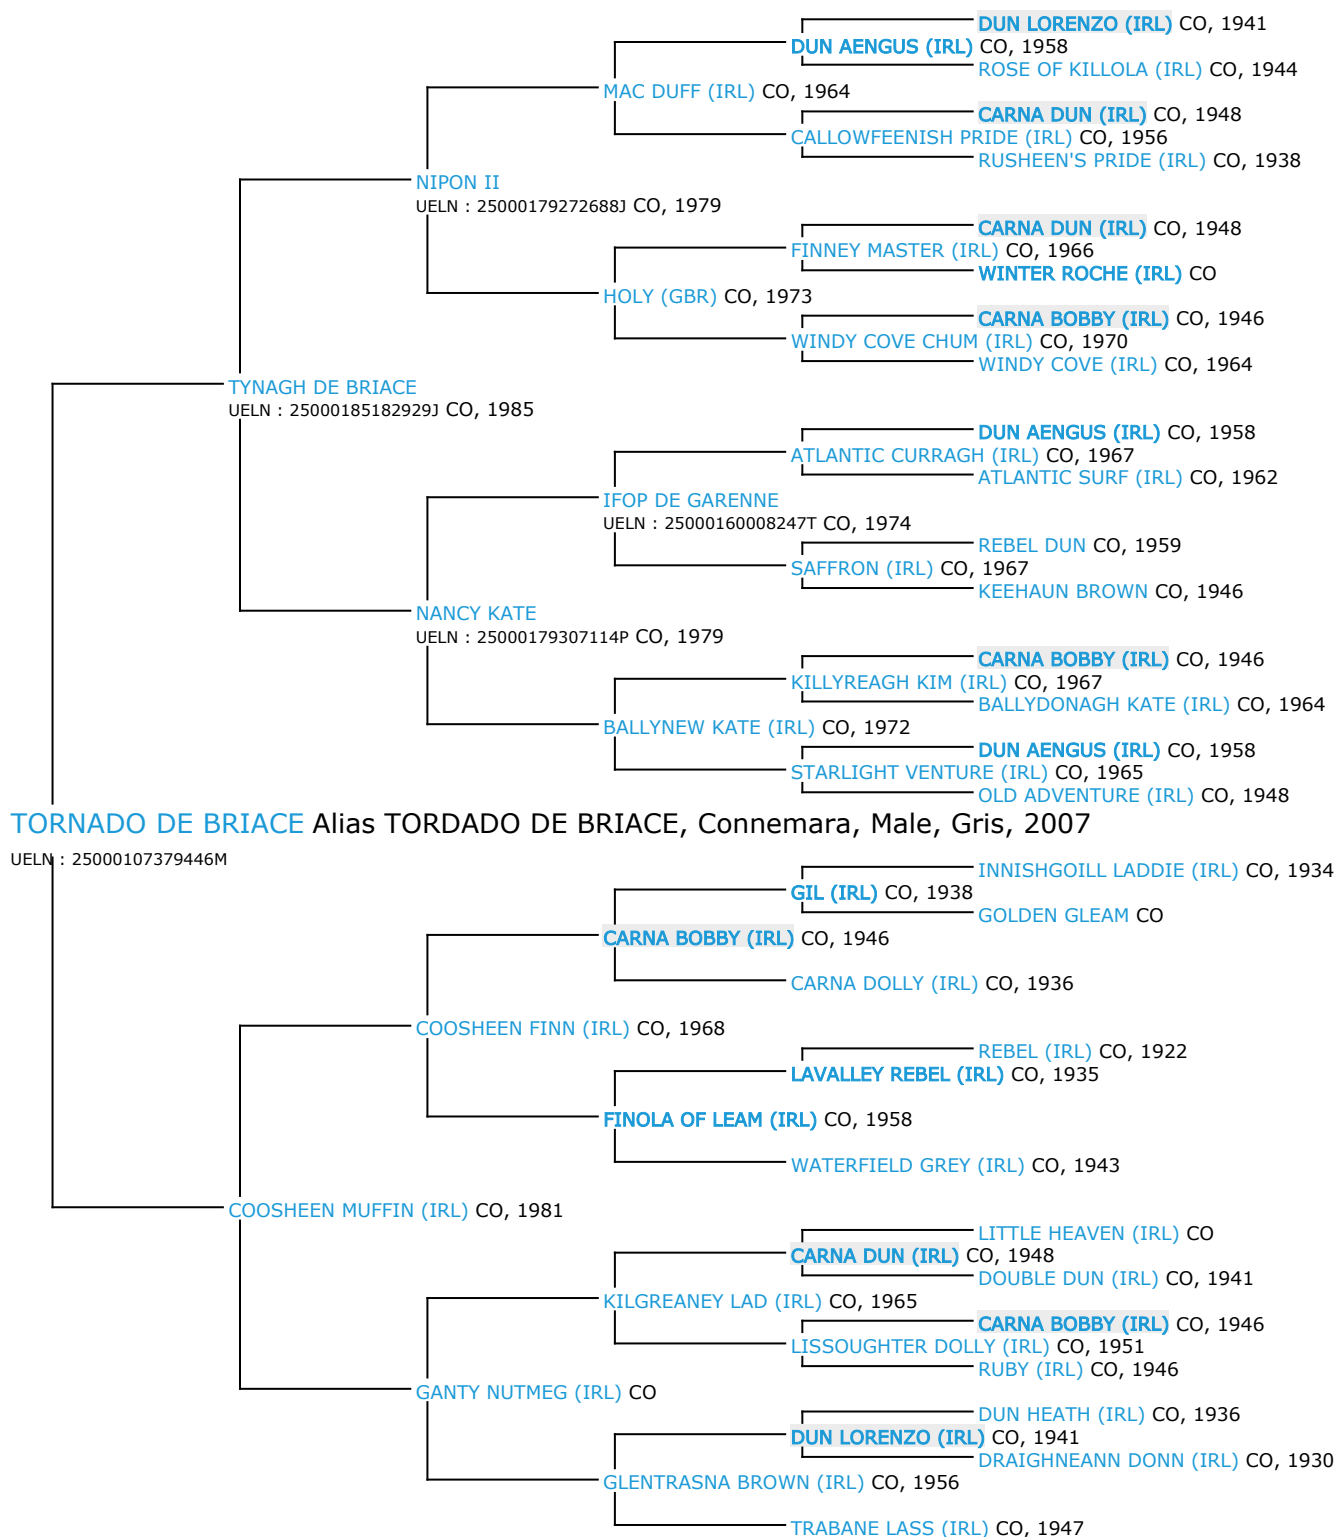 DUN LORENZO (IRL) CO, 1941
DUN AENGUS (IRL) CO, 1958
ROSE OF KILLOLA (IRL) CO, 1944
MAC DUFF (IRL) CO, 1964
CARNA DUN (IRL) CO, 1948
CALLOWFEENISH PRIDE (IRL) CO, 1956
RUSHEEN'S PRIDE (IRL) CO, 1938
NIPON II
UELN : 25000179272688J CO, 1979
CARNA DUN (IRL) CO, 1948
FINNEY MASTER (IRL) CO, 1966
WINTER ROCHE (IRL) CO
HOLY (GBR) CO, 1973
CARNA BOBBY (IRL) CO, 1946
WINDY COVE CHUM (IRL) CO, 1970
WINDY COVE (IRL) CO, 1964
TYNAGH DE BRIACE
UELN : 25000185182929J CO, 1985
DUN AENGUS (IRL) CO, 1958
ATLANTIC CURRAGH (IRL) CO, 1967
ATLANTIC SURF (IRL) CO, 1962
IFOP DE GARENNE
UELN : 25000160008247T CO, 1974
REBEL DUN CO, 1959
SAFFRON (IRL) CO, 1967
KEEHAUN BROWN CO, 1946
NANCY KATE
UELN : 25000179307114P CO, 1979
CARNA BOBBY (IRL) CO, 1946
KILLYREAGH KIM (IRL) CO, 1967
BALLYDONAGH KATE (IRL) CO, 1964
BALLYNEW KATE (IRL) CO, 1972
DUN AENGUS (IRL) CO, 1958
STARLIGHT VENTURE (IRL) CO, 1965
OLD ADVENTURE (IRL) CO, 1948
TORNADO DE BRIACE Alias TORDADO DE BRIACE, Connemara, Male, Gris, 2007
UELN : 25000107379446M
INNISHGOILL LADDIE (IRL) CO, 1934
GIL (IRL) CO, 1938
GOLDEN GLEAM CO
CARNA BOBBY (IRL) CO, 1946
CARNA DOLLY (IRL) CO, 1936
COOSHEEN FINN (IRL) CO, 1968
REBEL (IRL) CO, 1922
LAVALLEY REBEL (IRL) CO, 1935
FINOLA OF LEAM (IRL) CO, 1958
WATERFIELD GREY (IRL) CO, 1943
COOSHEEN MUFFIN (IRL) CO, 1981
LITTLE HEAVEN (IRL) CO
CARNA DUN (IRL) CO, 1948
DOUBLE DUN (IRL) CO, 1941
KILGREANEY LAD (IRL) CO, 1965
CARNA BOBBY (IRL) CO, 1946
LISSOUGHTER DOLLY (IRL) CO, 1951
RUBY (IRL) CO, 1946
GANTY NUTMEG (IRL) CO
DUN HEATH (IRL) CO, 1936
DUN LORENZO (IRL) CO, 1941
DRAIGHNEANN DONN (IRL) CO, 1930
GLENTRASNA BROWN (IRL) CO, 1956
TRABANE LASS (IRL) CO, 1947